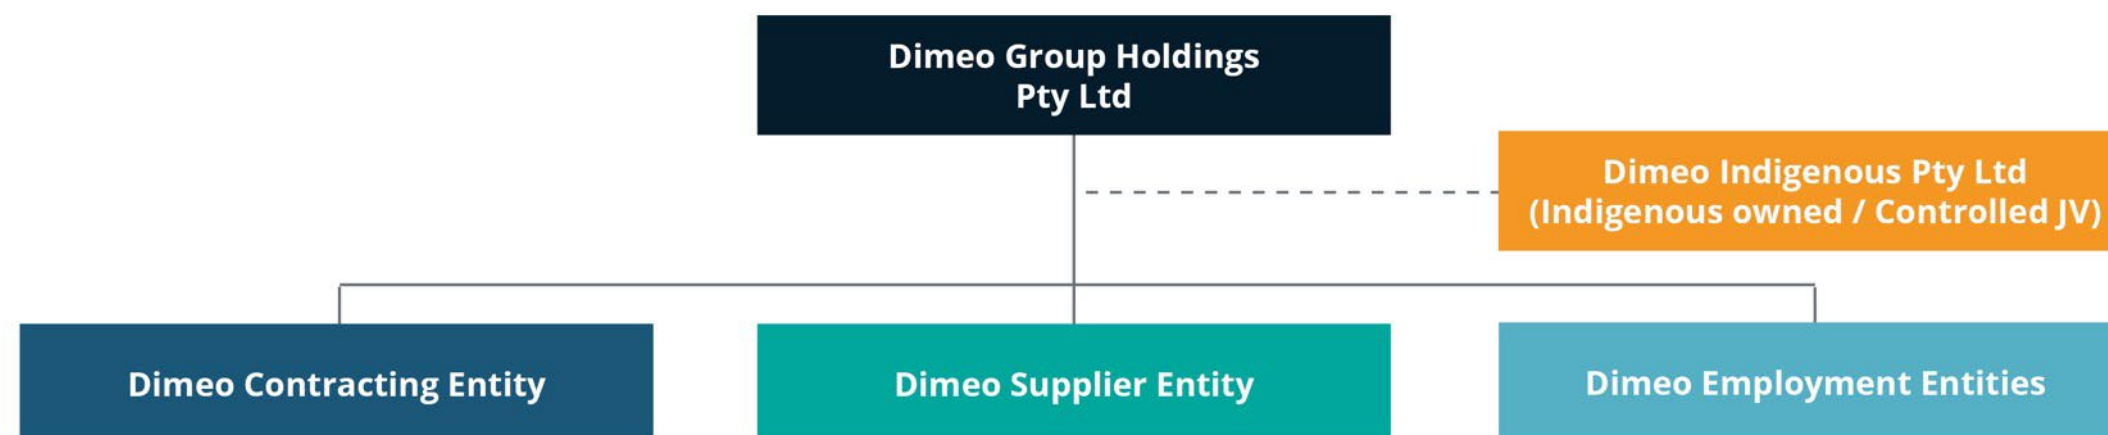 Dimeo Group Holdings
Pty Ltd
Dimeo Indigenous Pty Ltd
(Indigenous owned / Controlled JV)
Dimeo Contracting Entity
Dimeo Supplier Entity
Dimeo Employment Entities